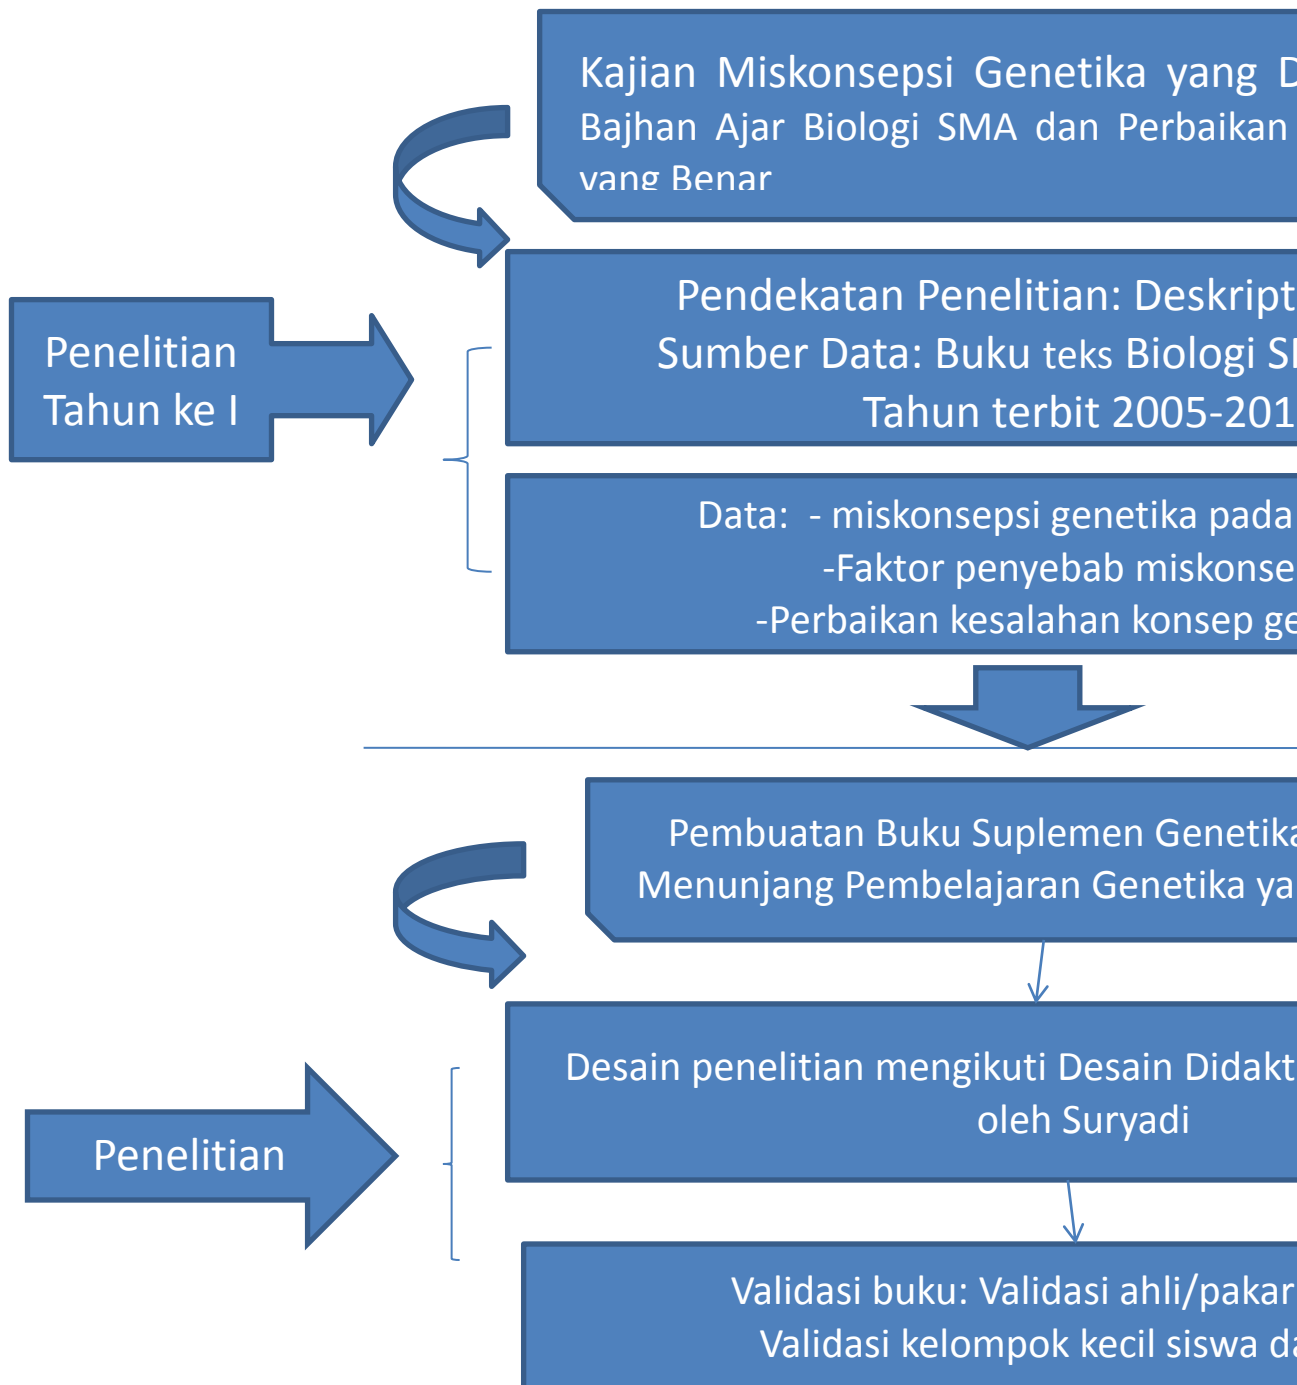 Kajian Miskonsepsi Genetika yang D
Bajhan Ajar Biologi SMA dan Perbaikan
yang Benar
Penelitian
Tahun ke I
Pendekatan Penelitian: Deskript
Sumber Data: Buku teks Biologi S
Tahun terbit 2005-201
Data: - miskonsepsi genetika pada
-Faktor penyebab miskonse
-Perbaikan kesalahan konsep ge
Pembuatan Buku Suplemen Genetika
Menunjang Pembelajaran Genetika ya
Desain penelitian mengikuti Desain Didakt
oleh Suryadi
Penelitian
Validasi buku: Validasi ahli/pakar
Validasi kelompok kecil siswa da